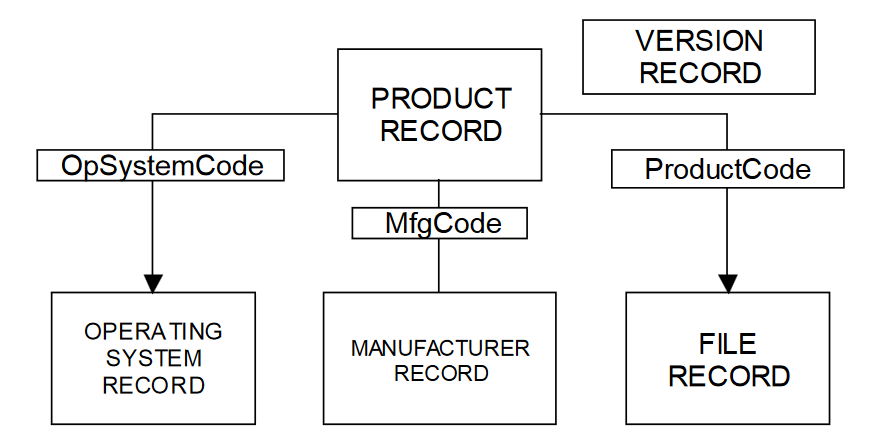 VERSION
RECORD
PRODUCT
RECORD
OpSystemCode
ProductCode
MfgCode
OPERATING
SYSTEM
RECORD
MANUFACTURER
RECORD
FILE
RECORD